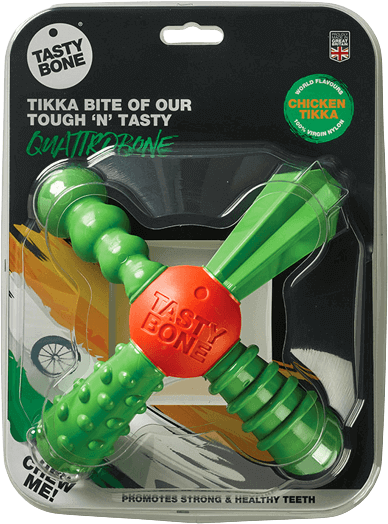 TASTY
BONE
TIKKA BITE OF OUR
TOUGH 'N' TASTY
QUATTROBONE
GREAT
WORLD FLAVOURS
CHICKEN
TIKKA
100% VIRGIN NYLON
TASTY
BONE
CHEW
ME!
PROMOTES STRONG & HEALTHY TEETH